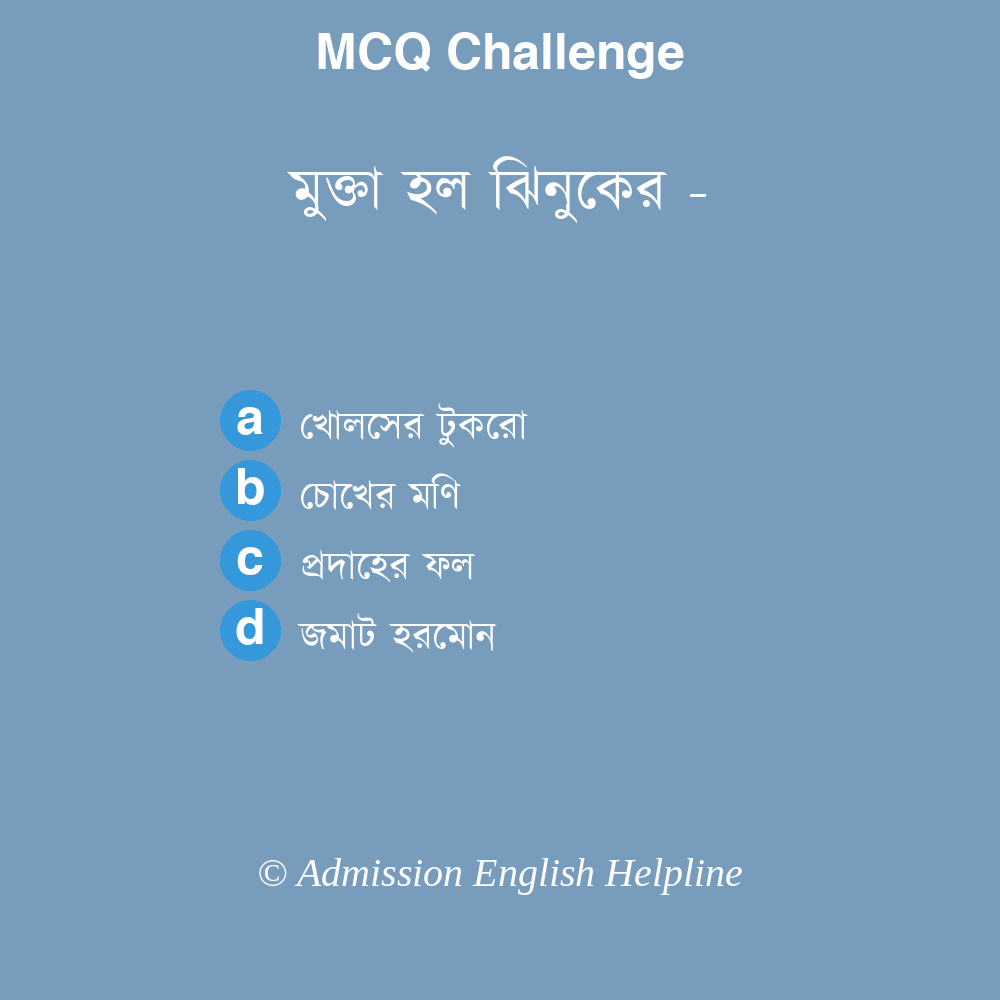 MCQ Challenge
মুক্তা হল ঝিনুকের -
a খোলসের টুকরো
b চোখের মণি
c প্রদাহের ফল
d জমাট হরমোন
© Admission English Helpline